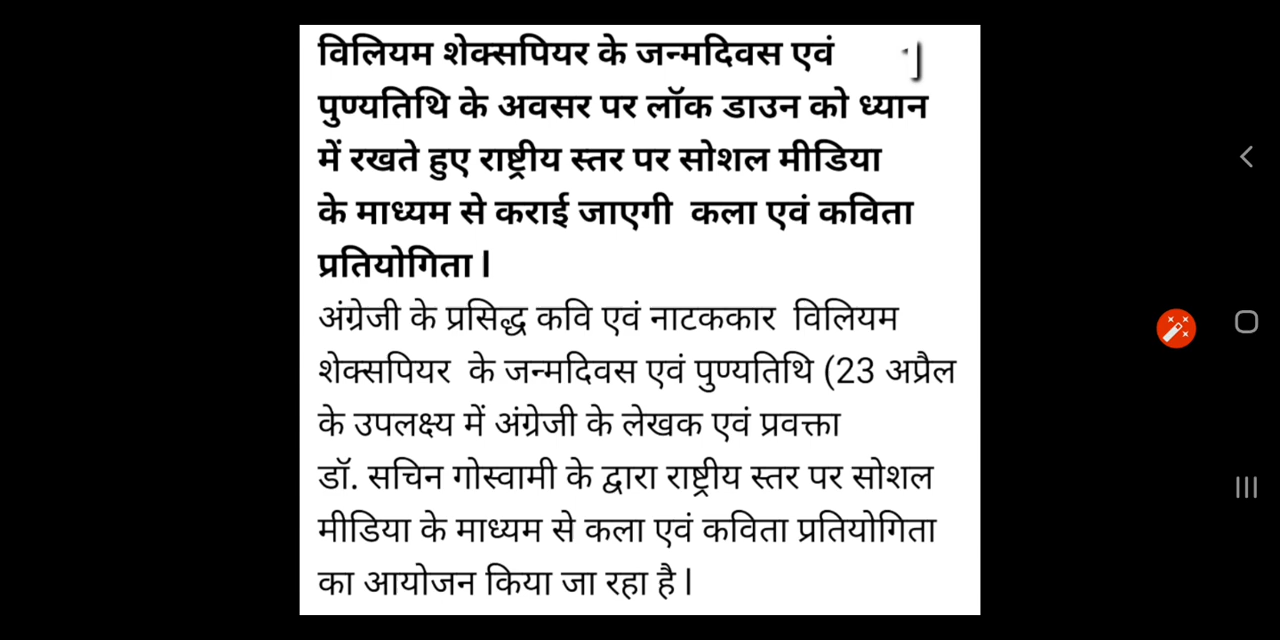 विलियम शेक्सपियर के जन्मदिवस एवं
पुण्यतिथि के अवसर पर लॉक डाउन को ध्यान
में रखते हुए राष्ट्रीय स्तर पर सोशल मीडिया
के माध्यम से कराई जाएगी कला एवं कविता
प्रतियोगिता।
अंग्रेजी के प्रसिद्ध कवि एवं नाटककार विलियम
शेक्सपियर के जन्मदिवस एवं पुण्यतिथि (23 अप्रैल
के उपलक्ष्य में अंग्रेजी के लेखक एवं प्रवक्ता
डॉ. सचिन गोस्वामी के द्वारा राष्ट्रीय स्तर पर सोशल
मीडिया के माध्यम से कला एवं कविता प्रतियोगिता
का आयोजन किया जा रहा है।